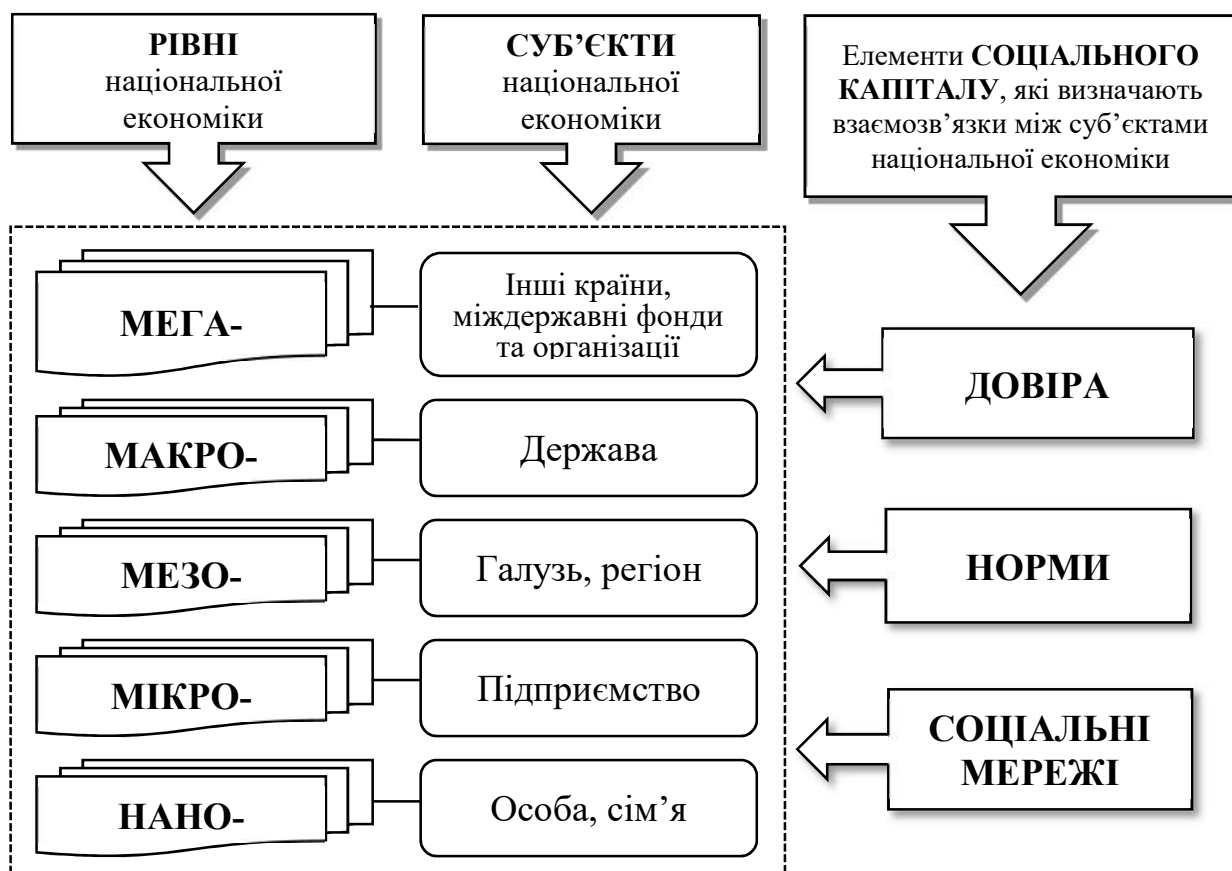 РІВНІ
національної
економіки
СУБ’ЄКТИ
національної
економіки
Елементи СОЦІАЛЬНОГО
КАПІТАЛУ, які визначають
взаємозв’язки між суб’єктами
національної економіки
МЕГА-
Інші країни,
міждержавні фонди
та організації
МАКРО-
Держава
МЕЗО-
Галузь, регіон
МІКРО-
Підприємство
НАНО-
Особа, сім’я
ДОВІРА
НОРМИ
СОЦІАЛЬНІ
МЕРЕЖІ